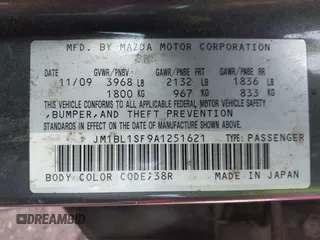 MFD. BY MAZDA MOTOR CORPORATION
GVWR/PNBV GAWR/PNBE FR GAWR/PNBE RR
11/09 3968 LB 2132 LB 1836 LB
1800 KG 967 KG 833 KG
THIS VEHICLE CONFORMS TO ALL APPLICABLE FEDERAL MOTOR VEHICLE SAFETY
, BUMPER, AND THEFT PREVENTION STANDARDS
IN EFFECT ON THE DATE OF MANUFACTURE SHOWN ABOVE.
JM1BL1SF9A1251621 TYPE: PASSENGER
BODY COLOR CODE; 38R MADE IN JAPAN
DREAMBID